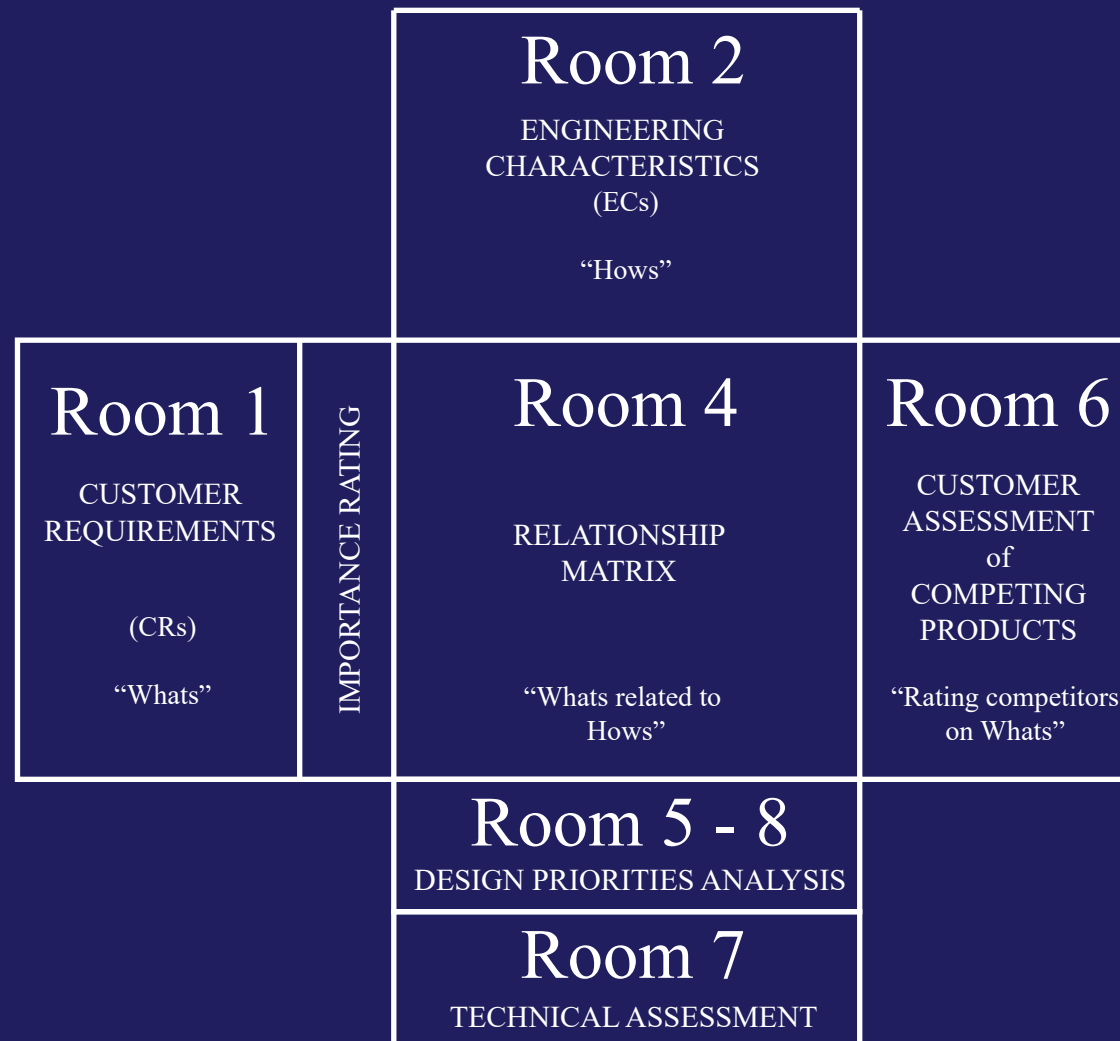 Room 2
ENGINEERING
CHARACTERISTICS
(ECs)
“Hows”
Room 1
CUSTOMER
REQUIREMENTS
(CRs)
“Whats”
IMPORTANCE RATING
Room 4
RELATIONSHIP
MATRIX
“Whats related to
Hows”
Room 6
CUSTOMER
ASSESSMENT
of
COMPETING
PRODUCTS
“Rating competitors
on Whats”
Room 5 - 8
DESIGN PRIORITIES ANALYSIS
Room 7
TECHNICAL ASSESSMENT